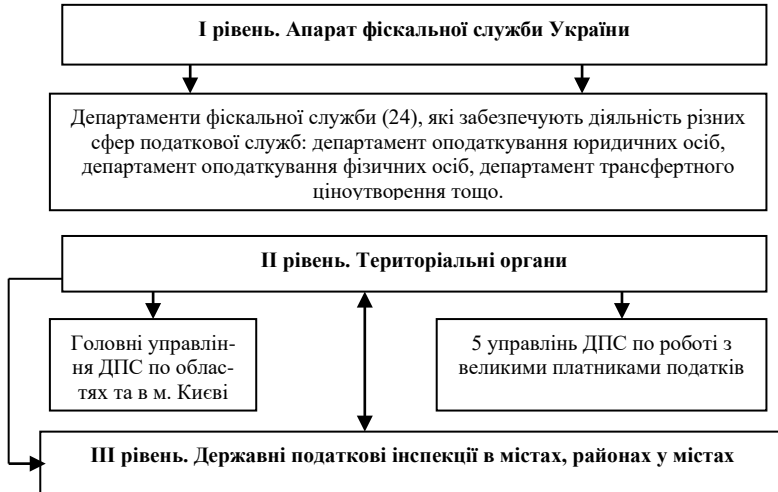 І рівень. Апарат фіскальної служби України
Департаменти фіскальної служби (24), які забезпечують діяльність різних
сфер податкової служб: департамент оподаткування юридичних осіб,
департамент оподаткування фізичних осіб, департамент трансфертного
ціноутворення тощо.
ІІ рівень. Територіальні органи
Головні управлін-
ня ДПС по облас-
тях та в м. Києві
5 управлінь ДПС по роботі з
великими платниками податків
ІІІ рівень. Державні податкові інспекції в містах, районах у містах